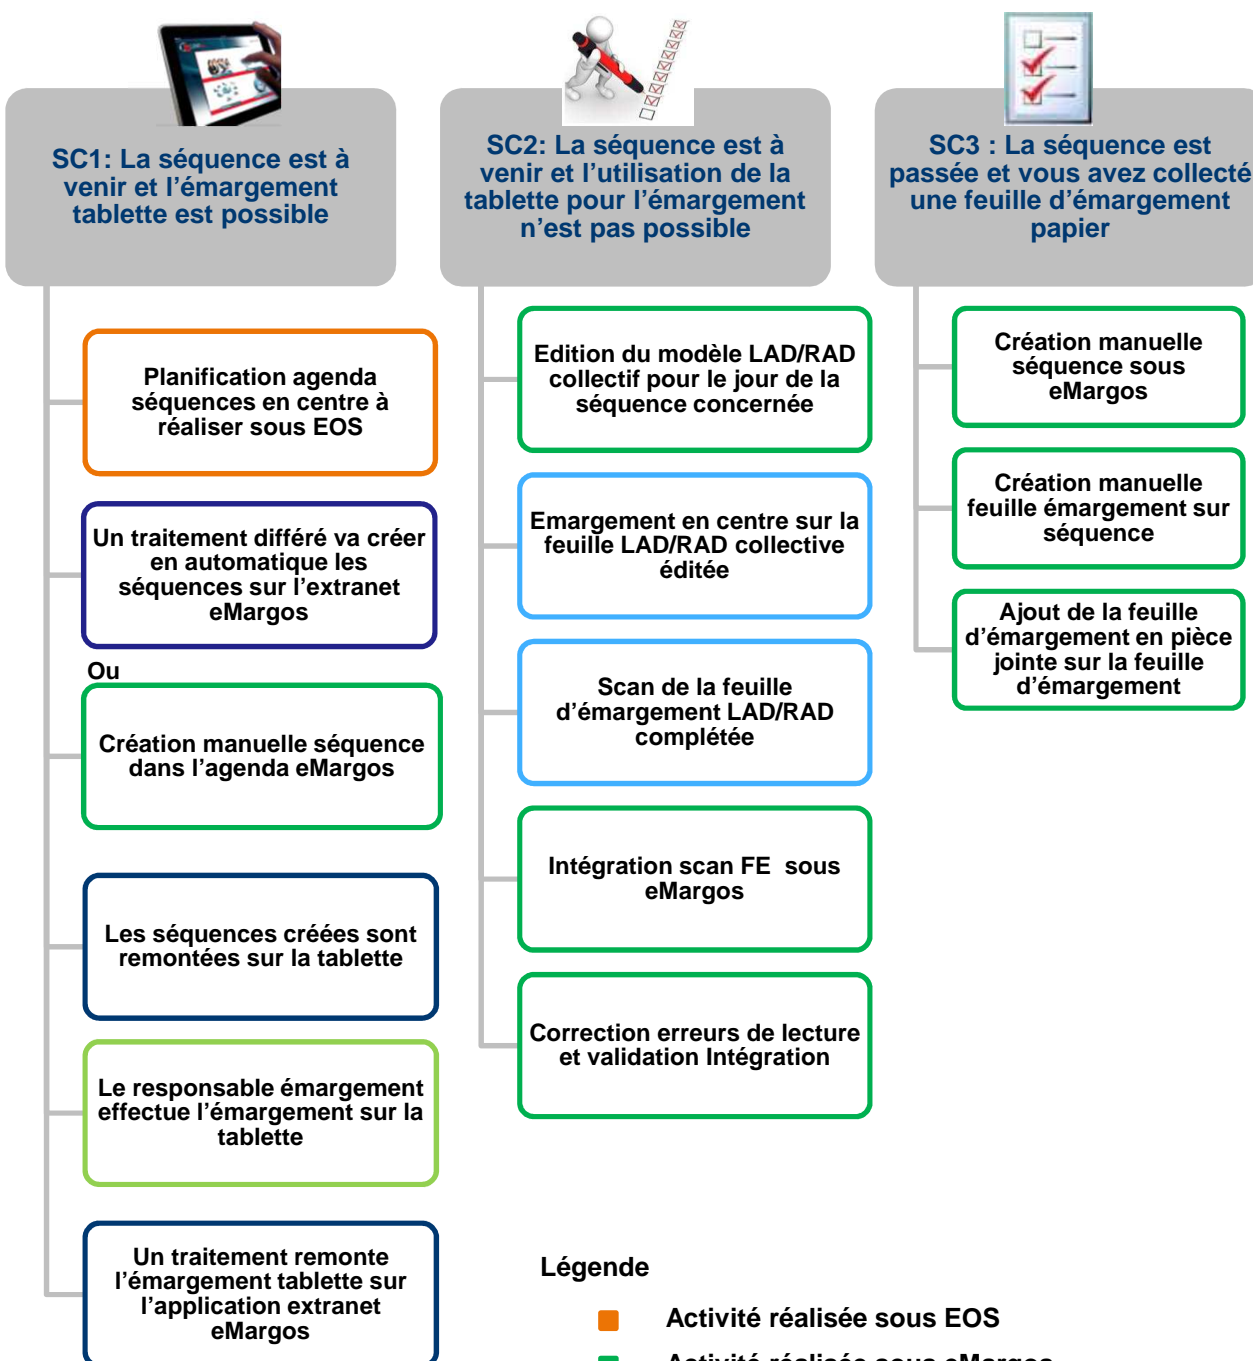 SC1: La séquence est à
venir et l’émargement
tablette est possible
Planification agenda
séquences en centre à
réaliser sous EOS
Un traitement différé va créer
en automatique les
séquences sur l’extranet
eMargos
Ou
Création manuelle séquence
dans l’agenda eMargos
Les séquences créées sont
remontées sur la tablette
Le responsable émargement
effectue l’émargement sur la
tablette
Un traitement remonte
l’émargement tablette sur
l’application extranet
eMargos
SC2: La séquence est à
venir et l’utilisation de la
tablette pour l’émargement
n’est pas possible
Edition du modèle LAD/RAD
collectif pour le jour de la
séquence concernée
Emargement en centre sur la
feuille LAD/RAD collective
éditée
Scan de la feuille
d’émargement LAD/RAD
complétée
Intégration scan FE  sous
eMargos
Correction erreurs de lecture
et validation Intégration
SC3 : La séquence est
passée et vous avez collecté
une feuille d’émargement
papier
Création manuelle
séquence sous
eMargos
Création manuelle
feuille émargement sur
séquence
Ajout de la feuille
d’émargement en pièce
jointe sur la feuille
d’émargement
Légende
Activité réalisée sous EOS
Activité réalisée sous eMargos